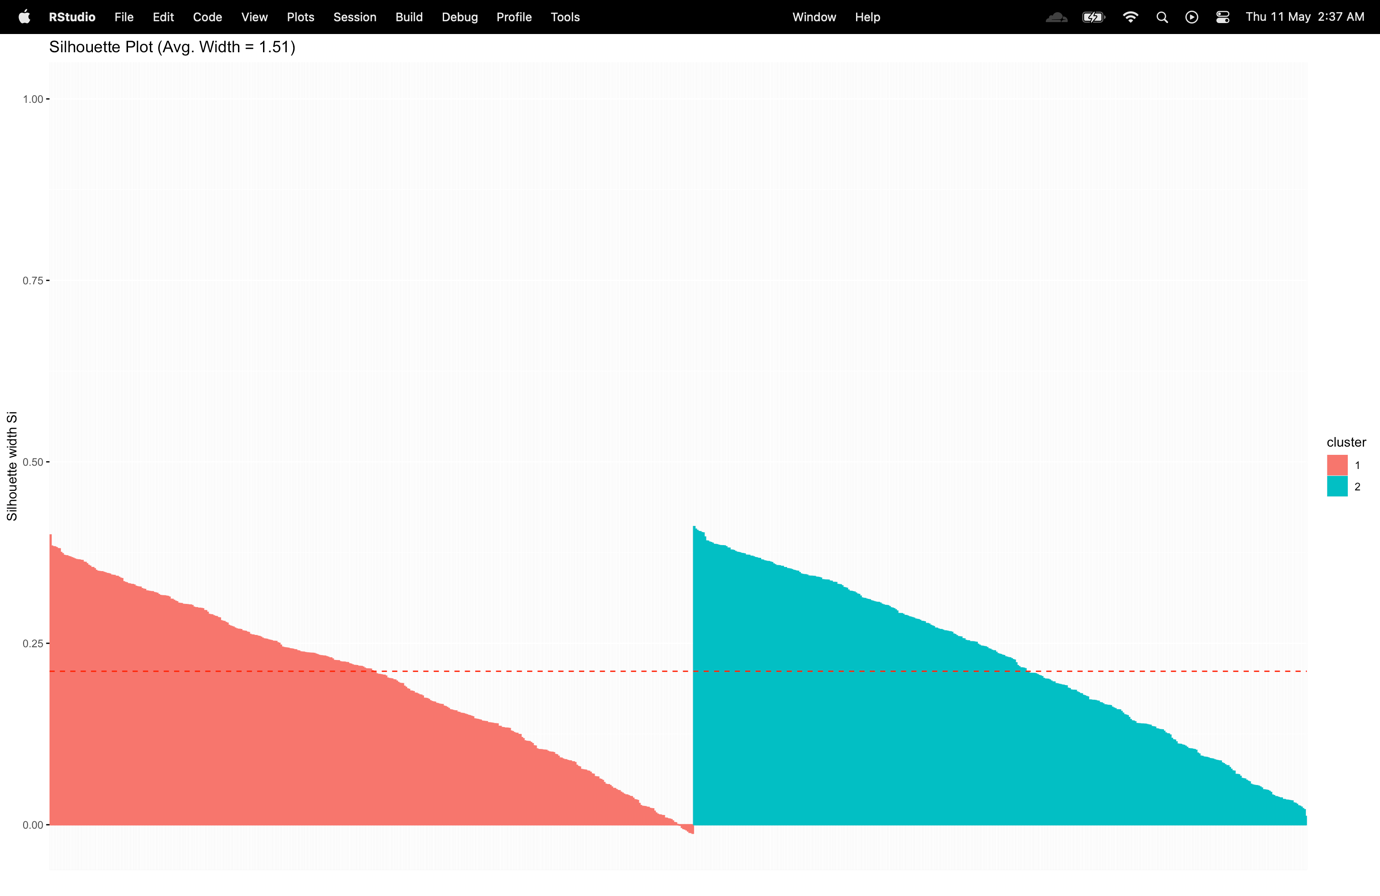 RStudio File Edit Code View Plots Session Build Debug Profile Tools Window Help Thu 11 May 2:37 AM
Silhouette Plot (Avg. Width = 1.51)
1.00
0.75
0.50
0.25
0.00
Silhouette width Si
cluster
1
2